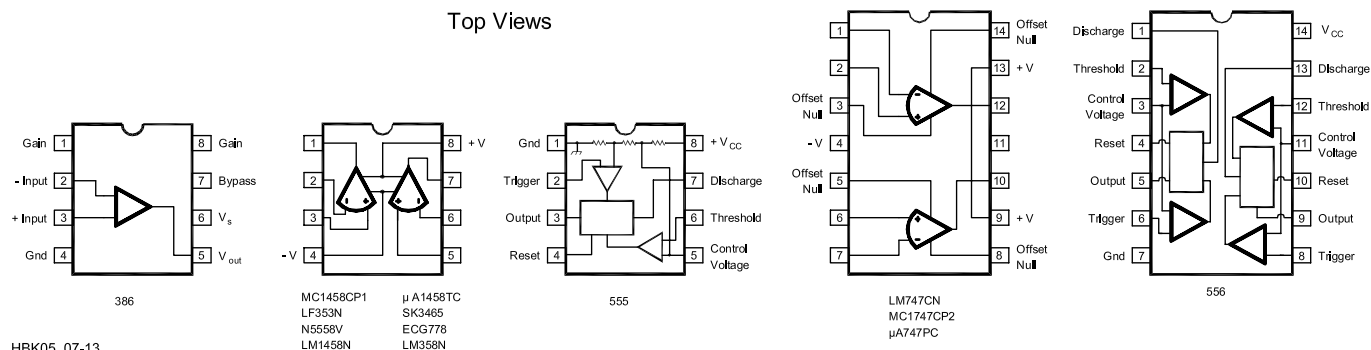 Top Views
Gain 1 8 Gain
- Input 2 7 Bypass
+ Input 3 6 Vs
Gnd 4 5 Vout
386
1 8 + V
2 7
3 6
- V 4 5
MC1458CP1 µ A1458TC
LF353N SK3465
N5558V ECG778
LM1458N LM358N
Gnd 1 8 + VCC
Trigger 2 7 DIscharge
Output 3 6 Threshold
Reset 4 5 Control Voltage
555
1 14 Offset Null
2 13 + V
Offset Null 3 12
- V 4 11
Offset Null 5 10
6 9 + V
7 8 Offset Null
- +
+ -
LM747CN
MC1747CP2
µA747PC
Discharge 1 14 VCC
Threshold 2 13 DIscharge
Control Voltage 3 12 Threshold
Reset 4 11 Control Voltage
Output 5 10 Reset
Trigger 6 9 Output
Gnd 7 8 Trigger
556
HBK05_07-13